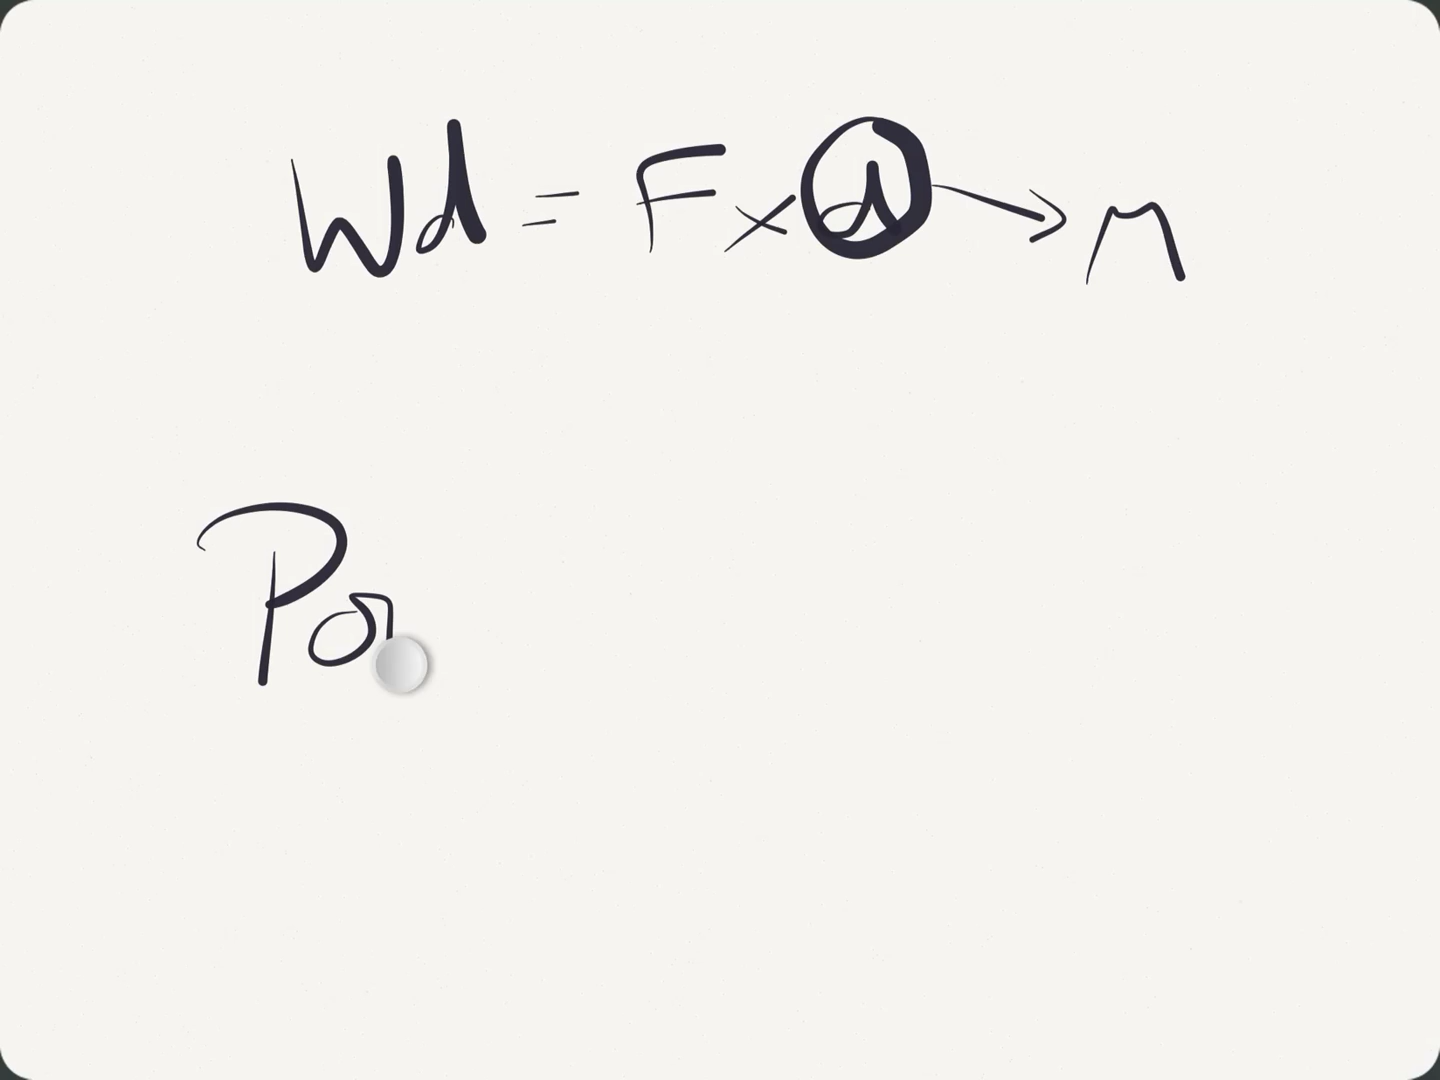 Wd = F x d → m
Po